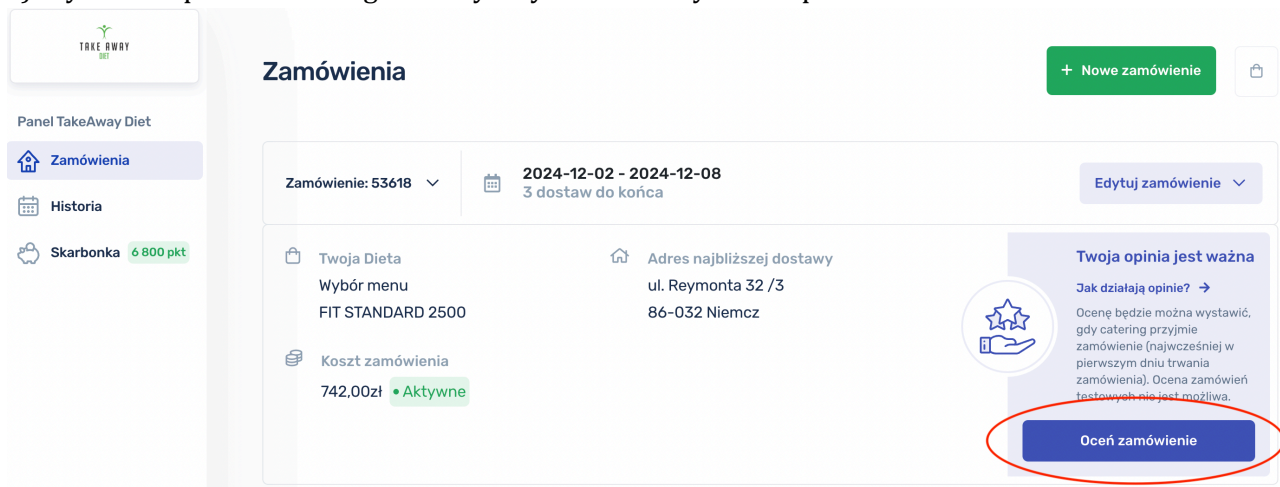 TAKE AWAY
DIET
Zamówienia
+ Nowe zamówienie
Panel TakeAway Diet
Zamówienia
Historia
Skarbonka 6 800 pkt
Zamówienie: 53618
2024-12-02 - 2024-12-08
3 dostaw do końca
Edytuj zamówienie
Twoja Dieta
Wybór menu
FIT STANDARD 2500
Koszt zamówienia
742,00zł • Aktywne
Adres najbliższej dostawy
ul. Reymonta 32 /3
86-032 Niemcz
Twoja opinia jest ważna
Jak działają opinie? →
Ocenę będzie można wystawić,
gdy catering przyjmie
zamówienie (najwcześniej w
pierwszym dniu trwania
zamówienia). Ocena zamówień
testowych nie jest możliwa.
Oceń zamówienie